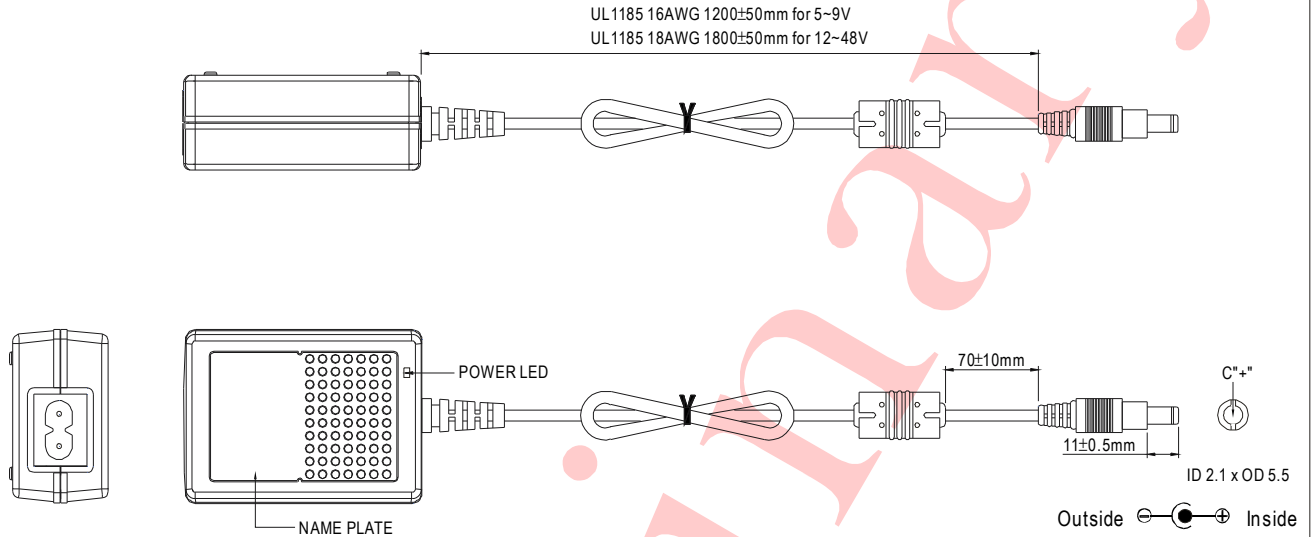 UL1185 16AWG 1200±50mm for 5~9V
UL1185 18AWG 1800±50mm for 12~48V
POWER LED
70±10mm
C"+"
11±0.5mm
ID 2.1 x OD 5.5
NAME PLATE
Outside ⊖ ⊕ Inside